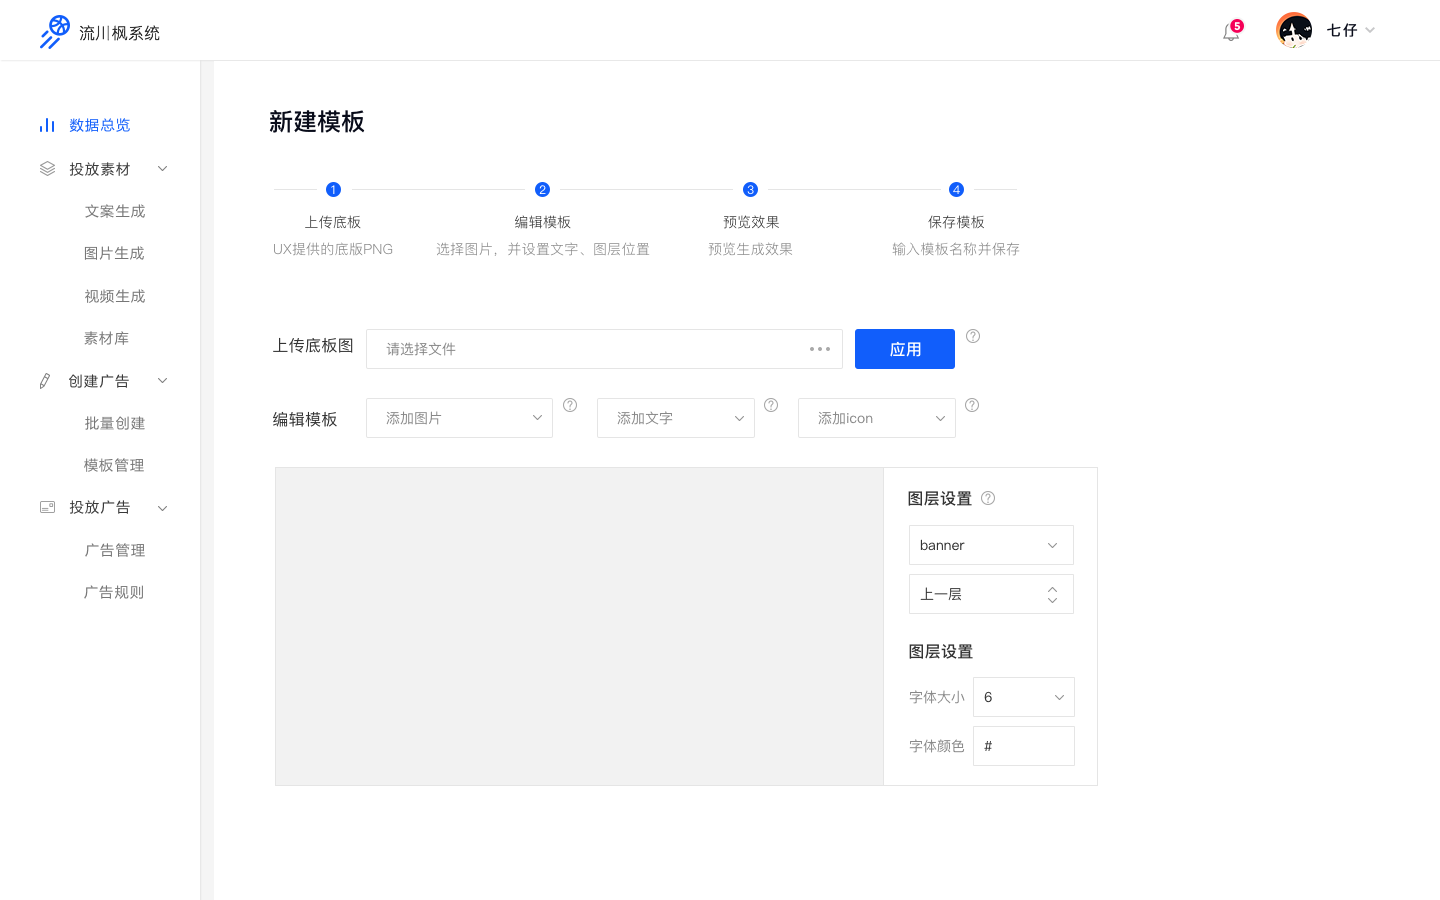 流川枫系统
5
七仔
数据总览
投放素材
文案生成
图片生成
视频生成
素材库
创建广告
批量创建
模板管理
投放广告
广告管理
广告规则
新建模板
1 2 3 4
上传底板 编辑模板 预览效果 保存模板
UX提供的底版PNG 选择图片，并设置文字、图层位置 预览生成效果 输入模板名称并保存
上传底板图 请选择文件 应用 ?
编辑模板 添加图片 ? 添加文字 ? 添加icon ?
图层设置 ?
banner
上一层
图层设置
字体大小 6
字体颜色 #